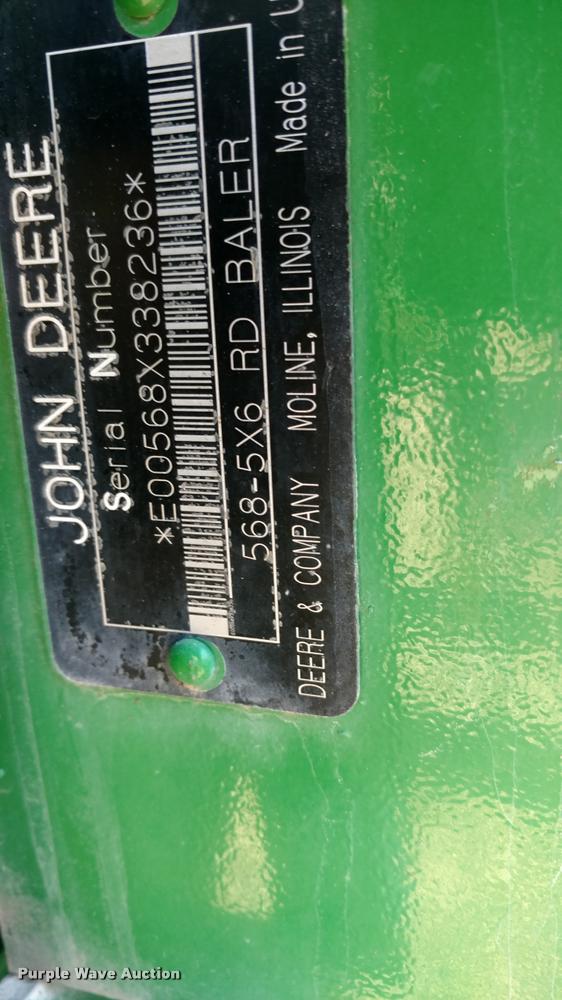 JOHN DEERE
Serial Number
*E00568X338236*
568-5X6 RD BALER
DEERE & COMPANY MOLINE, ILLINOIS Made in U
Purple Wave Auction